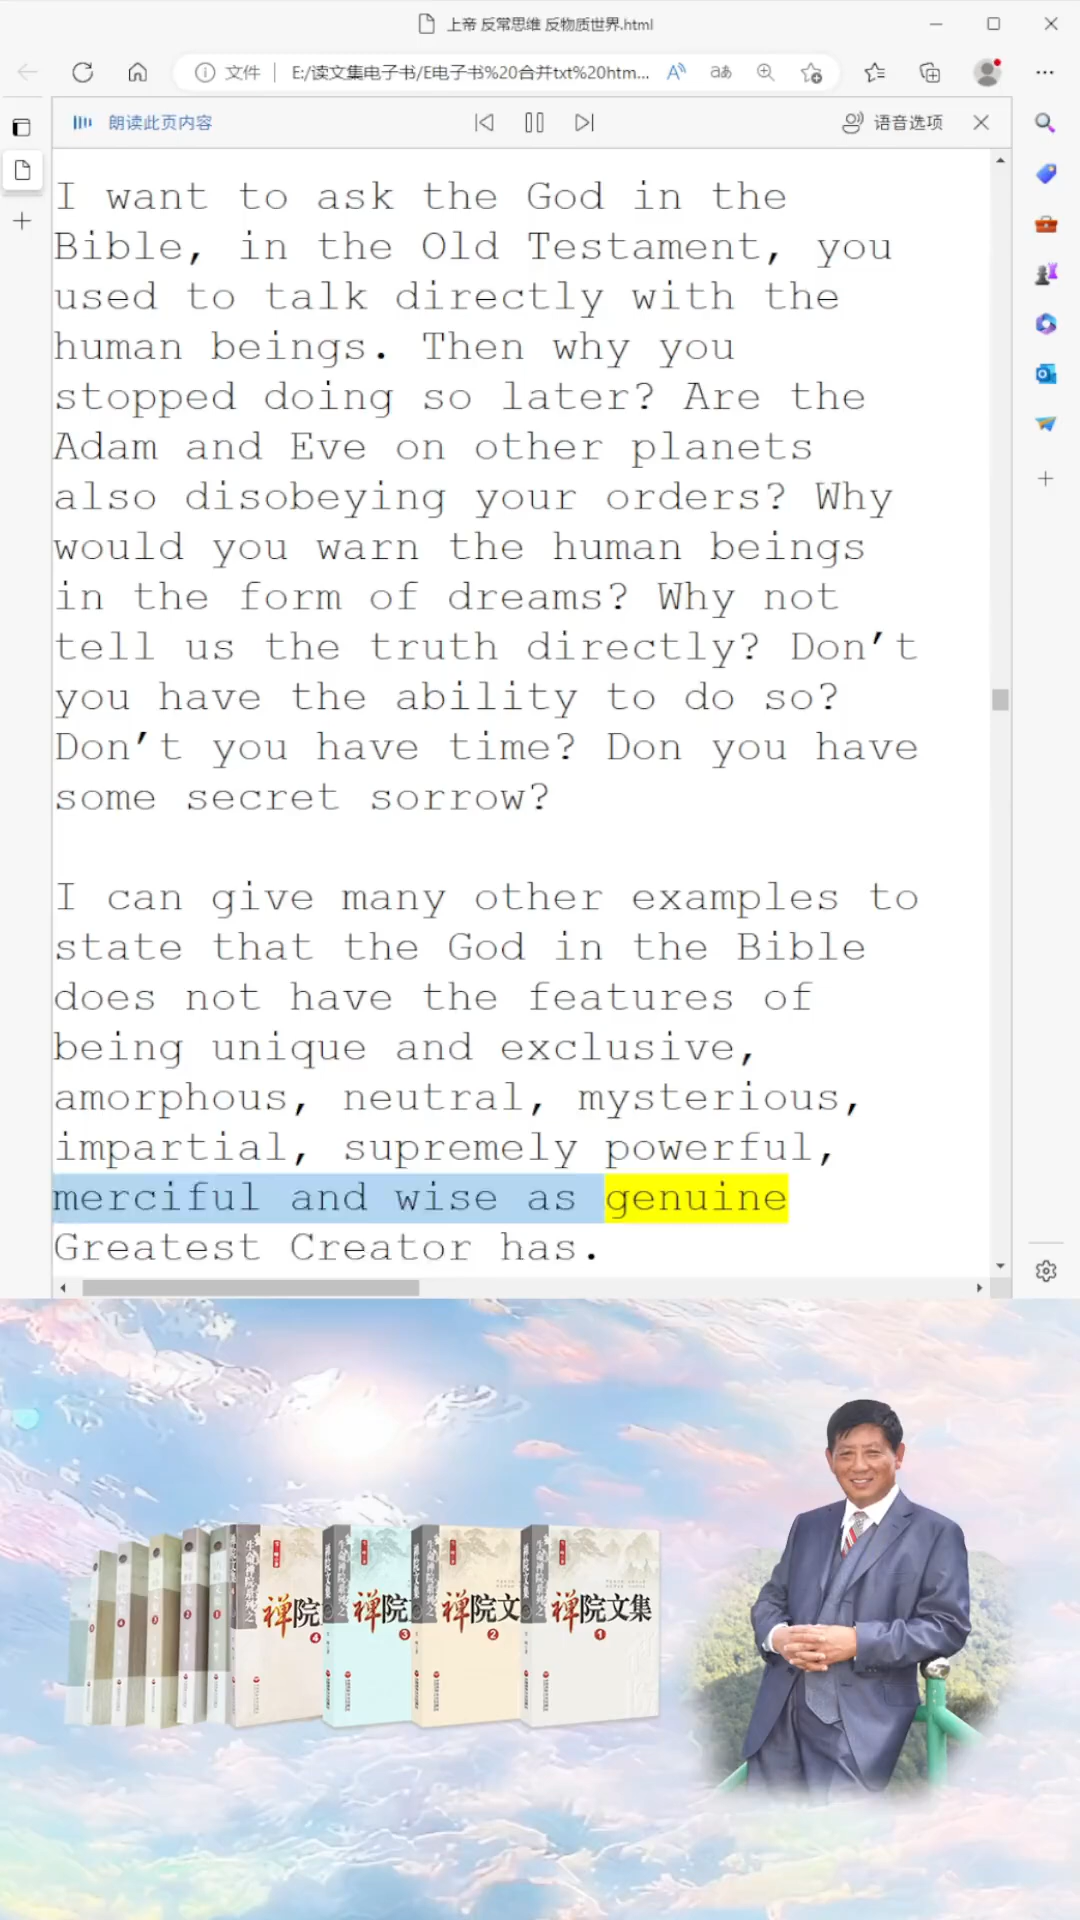 上帝 反常思维 反物质世界.html
文件 E:/读文集电子书/E电子书%20合并txt%20htm...
朗读此页内容
语音选项
I want to ask the God in the
Bible, in the Old Testament, you
used to talk directly with the
human beings. Then why you
stopped doing so later? Are the
Adam and Eve on other planets
also disobeying your orders? Why
would you warn the human beings
in the form of dreams? Why not
tell us the truth directly? Don’t
you have the ability to do so?
Don’t you have time? Don you have
some secret sorrow?
I can give many other examples to
state that the God in the Bible
does not have the features of
being unique and exclusive,
amorphous, neutral, mysterious,
impartial, supremely powerful,
merciful and wise as genuine
Greatest Creator has.
禅院 4
禅院 3
禅院文 2
禅院文集 1